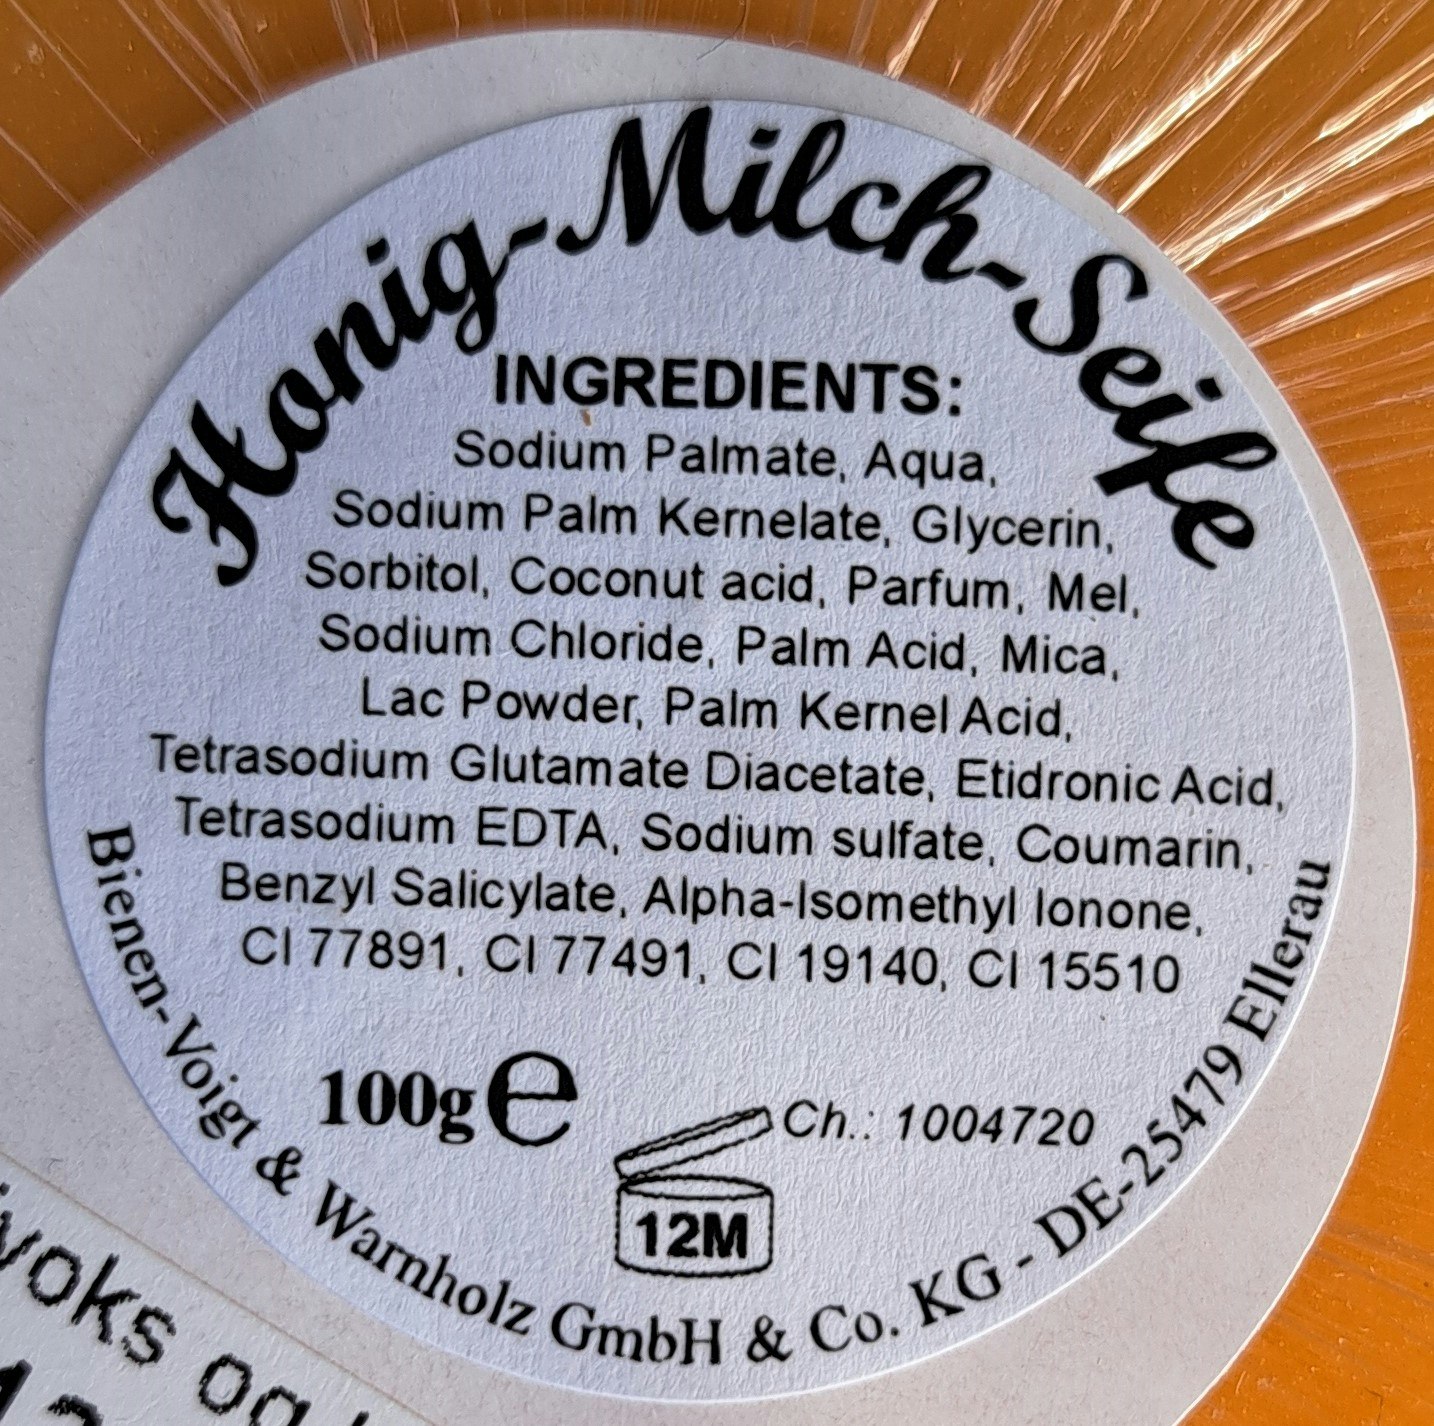 Honig-Milch-Seife
INGREDIENTS:
Sodium Palmate, Aqua,
Sodium Palm Kernelate, Glycerin,
Sorbitol, Coconut acid, Parfum, Mel,
Sodium Chloride, Palm Acid, Mica,
Lac Powder, Palm Kernel Acid,
Tetrasodium Glutamate Diacetate, Etidronic Acid,
Tetrasodium EDTA, Sodium sulfate, Coumarin,
Benzyl Salicylate, Alpha-Isomethyl Ionone,
CI 77891, CI 77491, CI 19140, CI 15510
100g e
Ch.: 1004720
12M
Bienen-Voigt & Warnholz GmbH & Co. KG - DE-25479 Ellerau
og